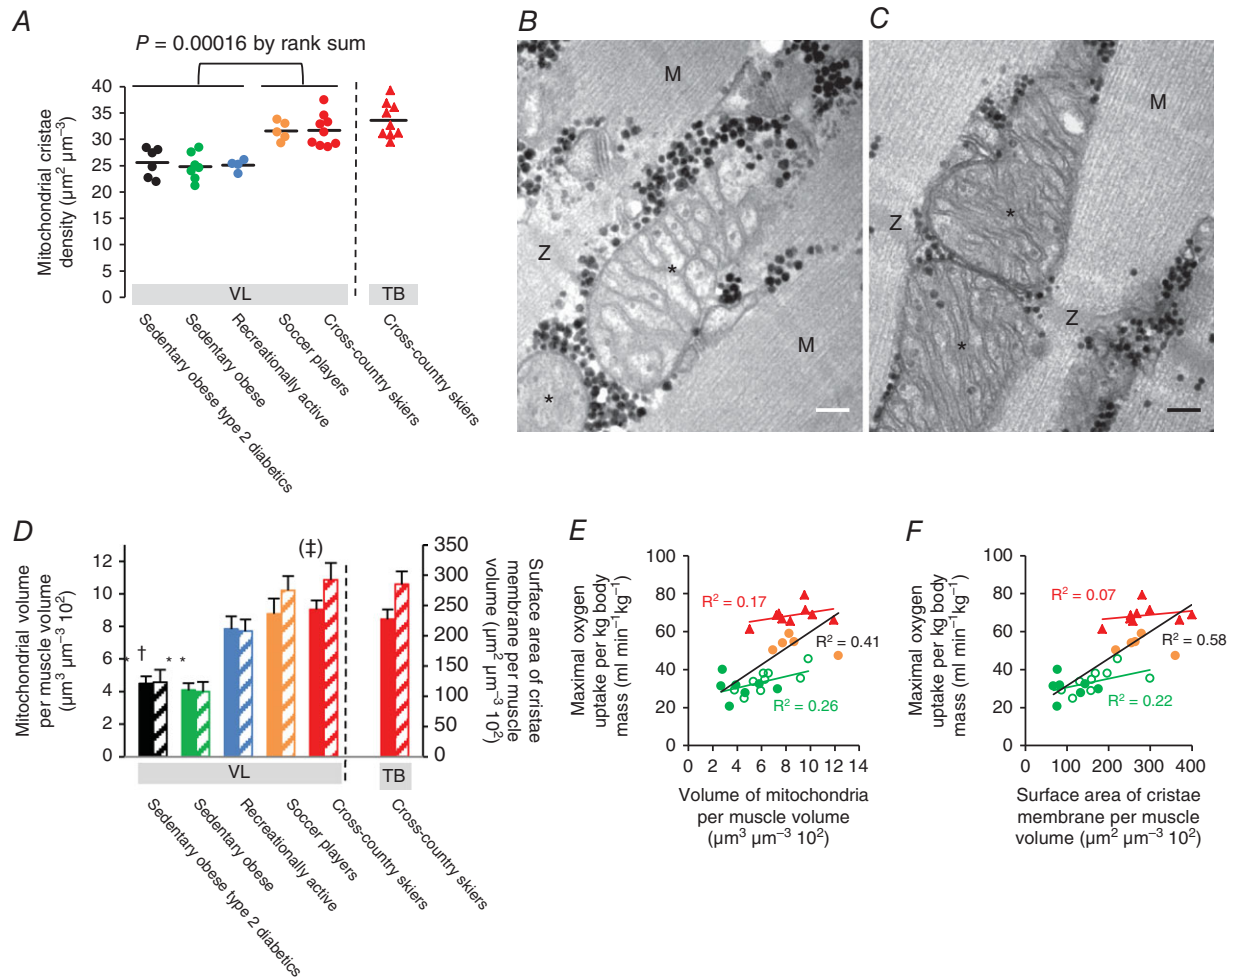 A
P = 0.00016 by rank sum
Mitochondrial cristae
density (µm² µm⁻³)
40
35
30
25
20
15
10
5
0
VL
TB
Sedentary obese type 2 diabetics
Sedentary obese
Recreationally active
Soccer players
Cross-country skiers
Cross-country skiers
B
M
Z
*
M
*
C
M
Z
*
Z
*
D
Mitochondrial volume
per muscle volume
(µm³ µm⁻³ 10²)
12
10
8
6
4
2
0
* † * *
(‡)
350
300
250
200
150
100
50
0
Surface area of cristae
membrane per muscle
volume (µm² µm⁻³ 10²)
VL
TB
Sedentary obese type 2 diabetics
Sedentary obese
Recreationally active
Soccer players
Cross-country skiers
Cross-country skiers
E
Maximal oxygen
uptake per kg body
mass (ml min⁻¹kg⁻¹)
100
80
60
40
20
0
R² = 0.17
R² = 0.41
R² = 0.26
0 2 4 6 8 10 12 14
Volume of mitochondria
per muscle volume
(µm³ µm⁻³ 10²)
F
Maximal oxygen
uptake per kg body
mass (ml min⁻¹kg⁻¹)
100
80
60
40
20
0
R² = 0.07
R² = 0.58
R² = 0.22
0 100 200 300 400
Surface area of cristae
membrane per muscle
volume (µm² µm⁻³ 10²)